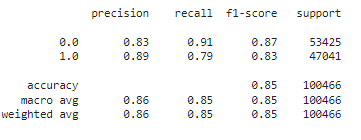 precision recall f1-score support
0.0 0.83 0.91 0.87 53425
1.0 0.89 0.79 0.83 47041
accuracy 0.85 100466
macro avg 0.86 0.85 0.85 100466
weighted avg 0.86 0.85 0.85 100466